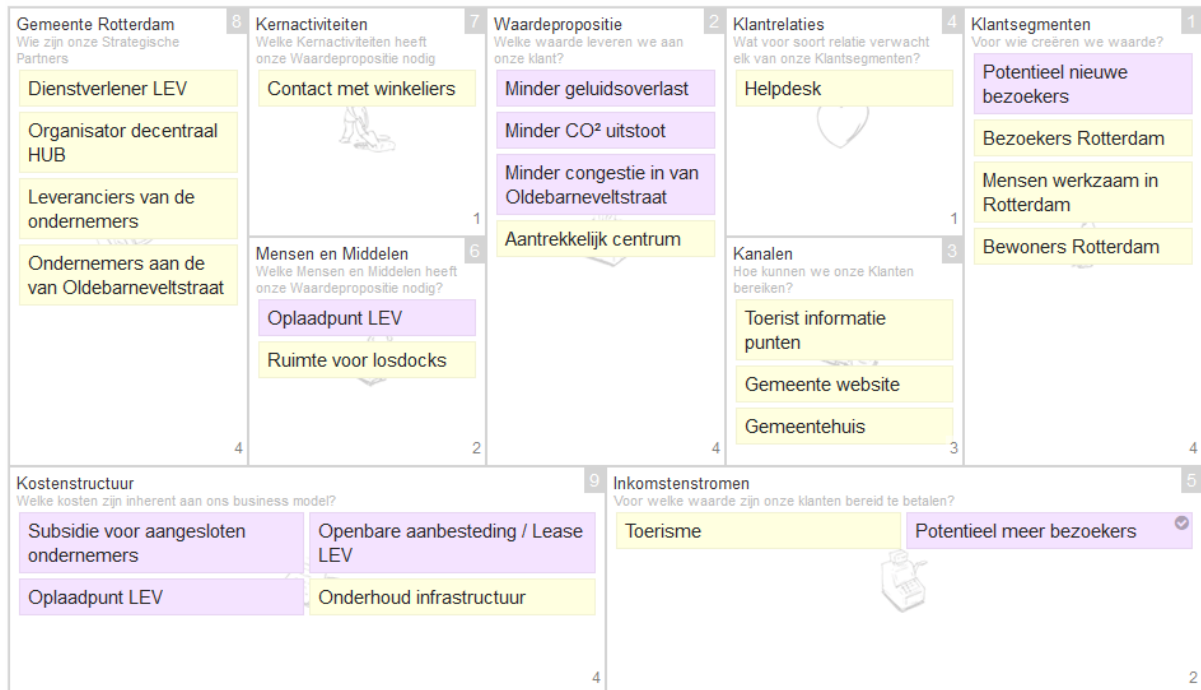 Gemeente Rotterdam
8
Wie zijn onze Strategische
Partners
Dienstverlener LEV
Organisator decentraal
HUB
Leveranciers van de
ondernemers
Ondernemers aan de
van Oldebarneveltstraat
4
Kernactiviteiten
7
Welke Kernactiviteiten heeft
onze Waardepropositie nodig
Contact met winkeliers
1
Mensen en Middelen
6
Welke Mensen en Middelen heeft
onze Waardepropositie nodig?
Oplaadpunt LEV
Ruimte voor losdocks
2
Waardepropositie
2
Welke waarde leveren we aan
onze klant?
Minder geluidsoverlast
Minder CO² uitstoot
Minder congestie in van
Oldebarneveltstraat
Aantrekkelijk centrum
4
Klantrelaties
4
Wat voor soort relatie verwacht
elk van onze Klantsegmenten?
Helpdesk
1
Kanalen
3
Hoe kunnen we onze Klanten
bereiken?
Toerist informatie
punten
Gemeente website
Gemeentehuis
3
Klantsegmenten
1
Voor wie creëren we waarde?
Potentieel nieuwe
bezoekers
Bezoekers Rotterdam
Mensen werkzaam in
Rotterdam
Bewoners Rotterdam
4
Kostenstructuur
9
Welke kosten zijn inherent aan ons business model?
Subsidie voor aangesloten
ondernemers
Openbare aanbesteding / Lease
LEV
Oplaadpunt LEV
Onderhoud infrastructuur
4
Inkomstenstromen
5
Voor welke waarde zijn onze klanten bereid te betalen?
Toerisme
Potentieel meer bezoekers
2